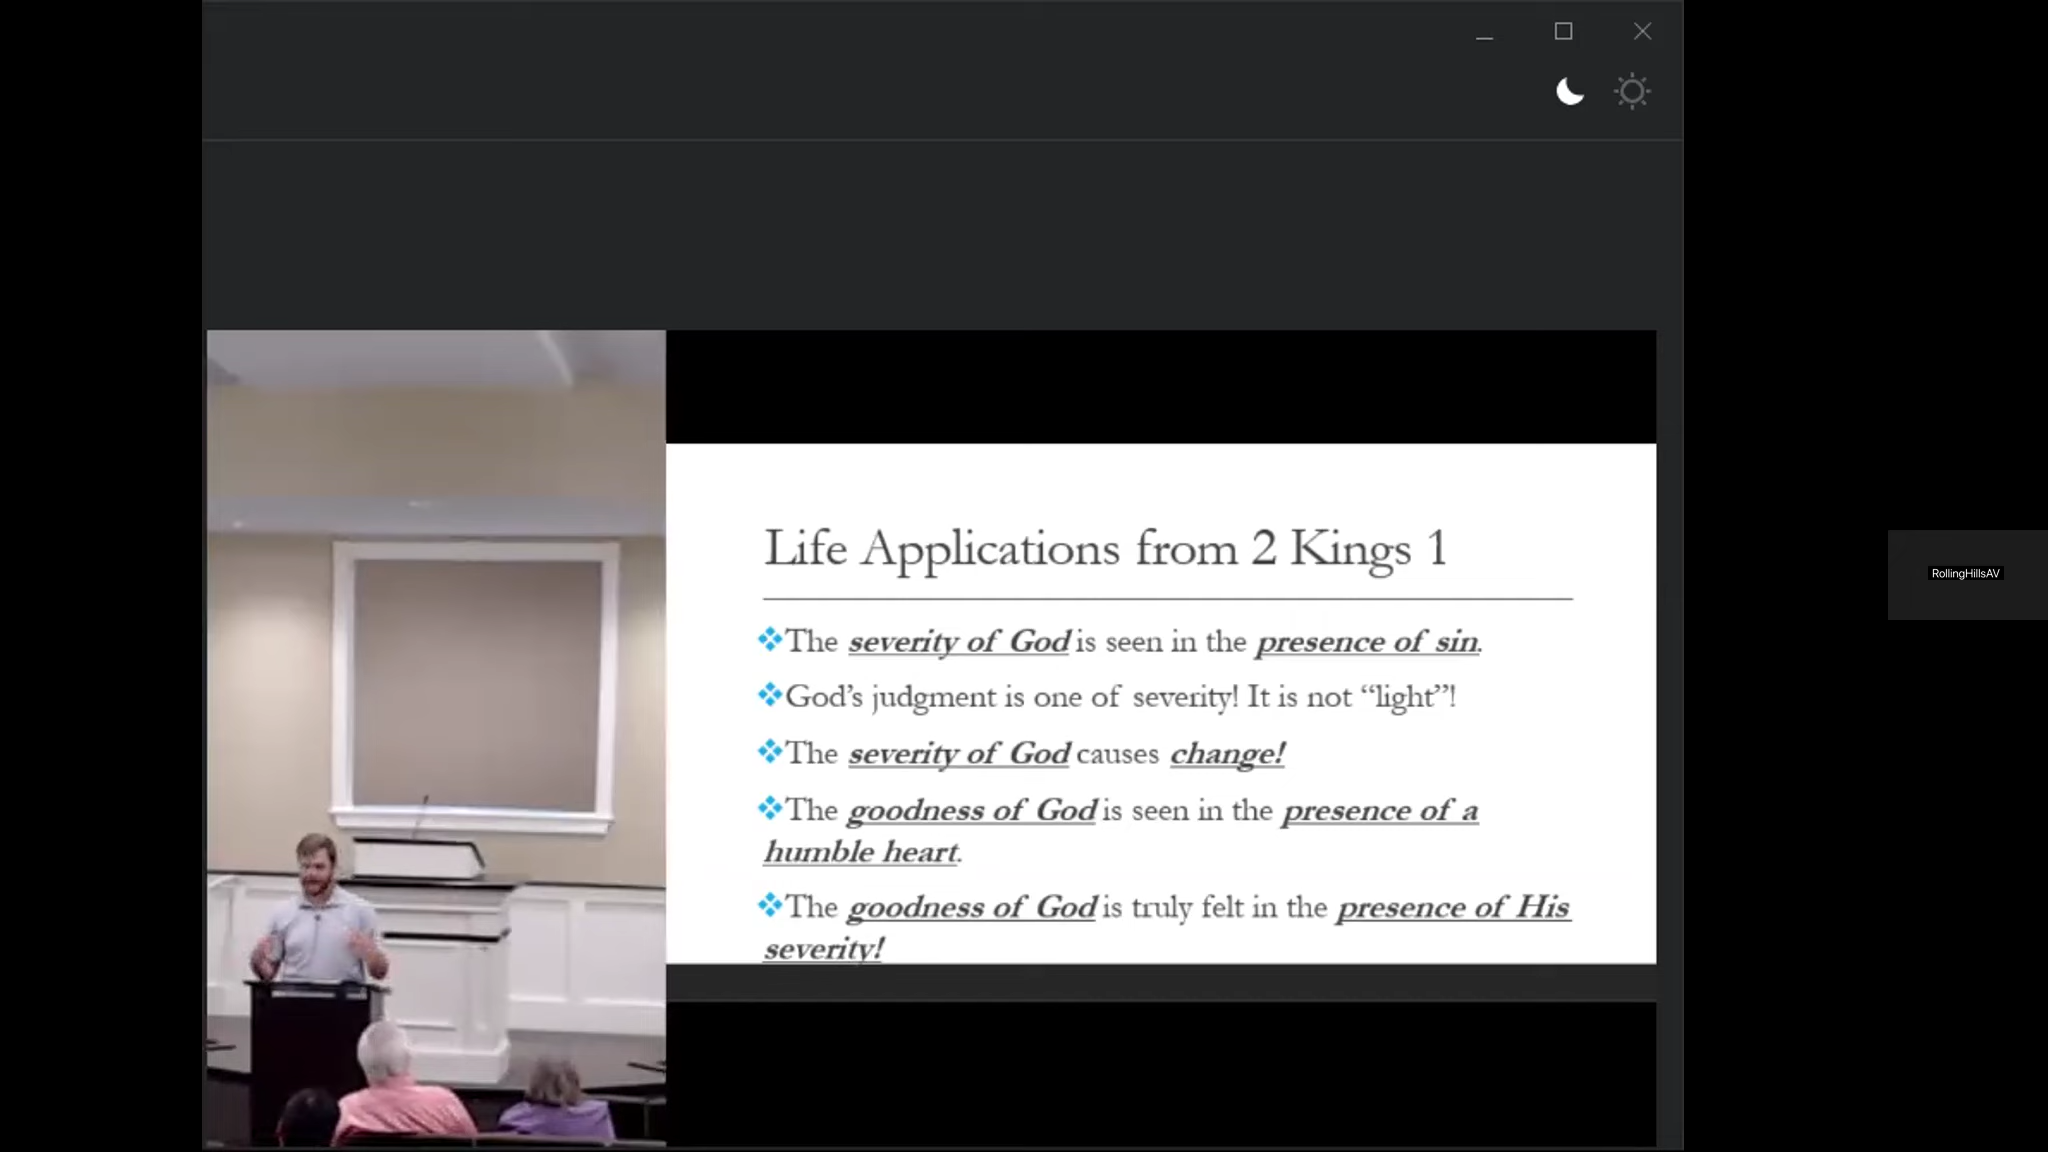 Life Applications from 2 Kings 1
❖The severity of God is seen in the presence of sin.
❖God’s judgment is one of severity! It is not “light”!
❖The severity of God causes change!
❖The goodness of God is seen in the presence of a
humble heart.
❖The goodness of God is truly felt in the presence of His
severity!
RollingHillsAV